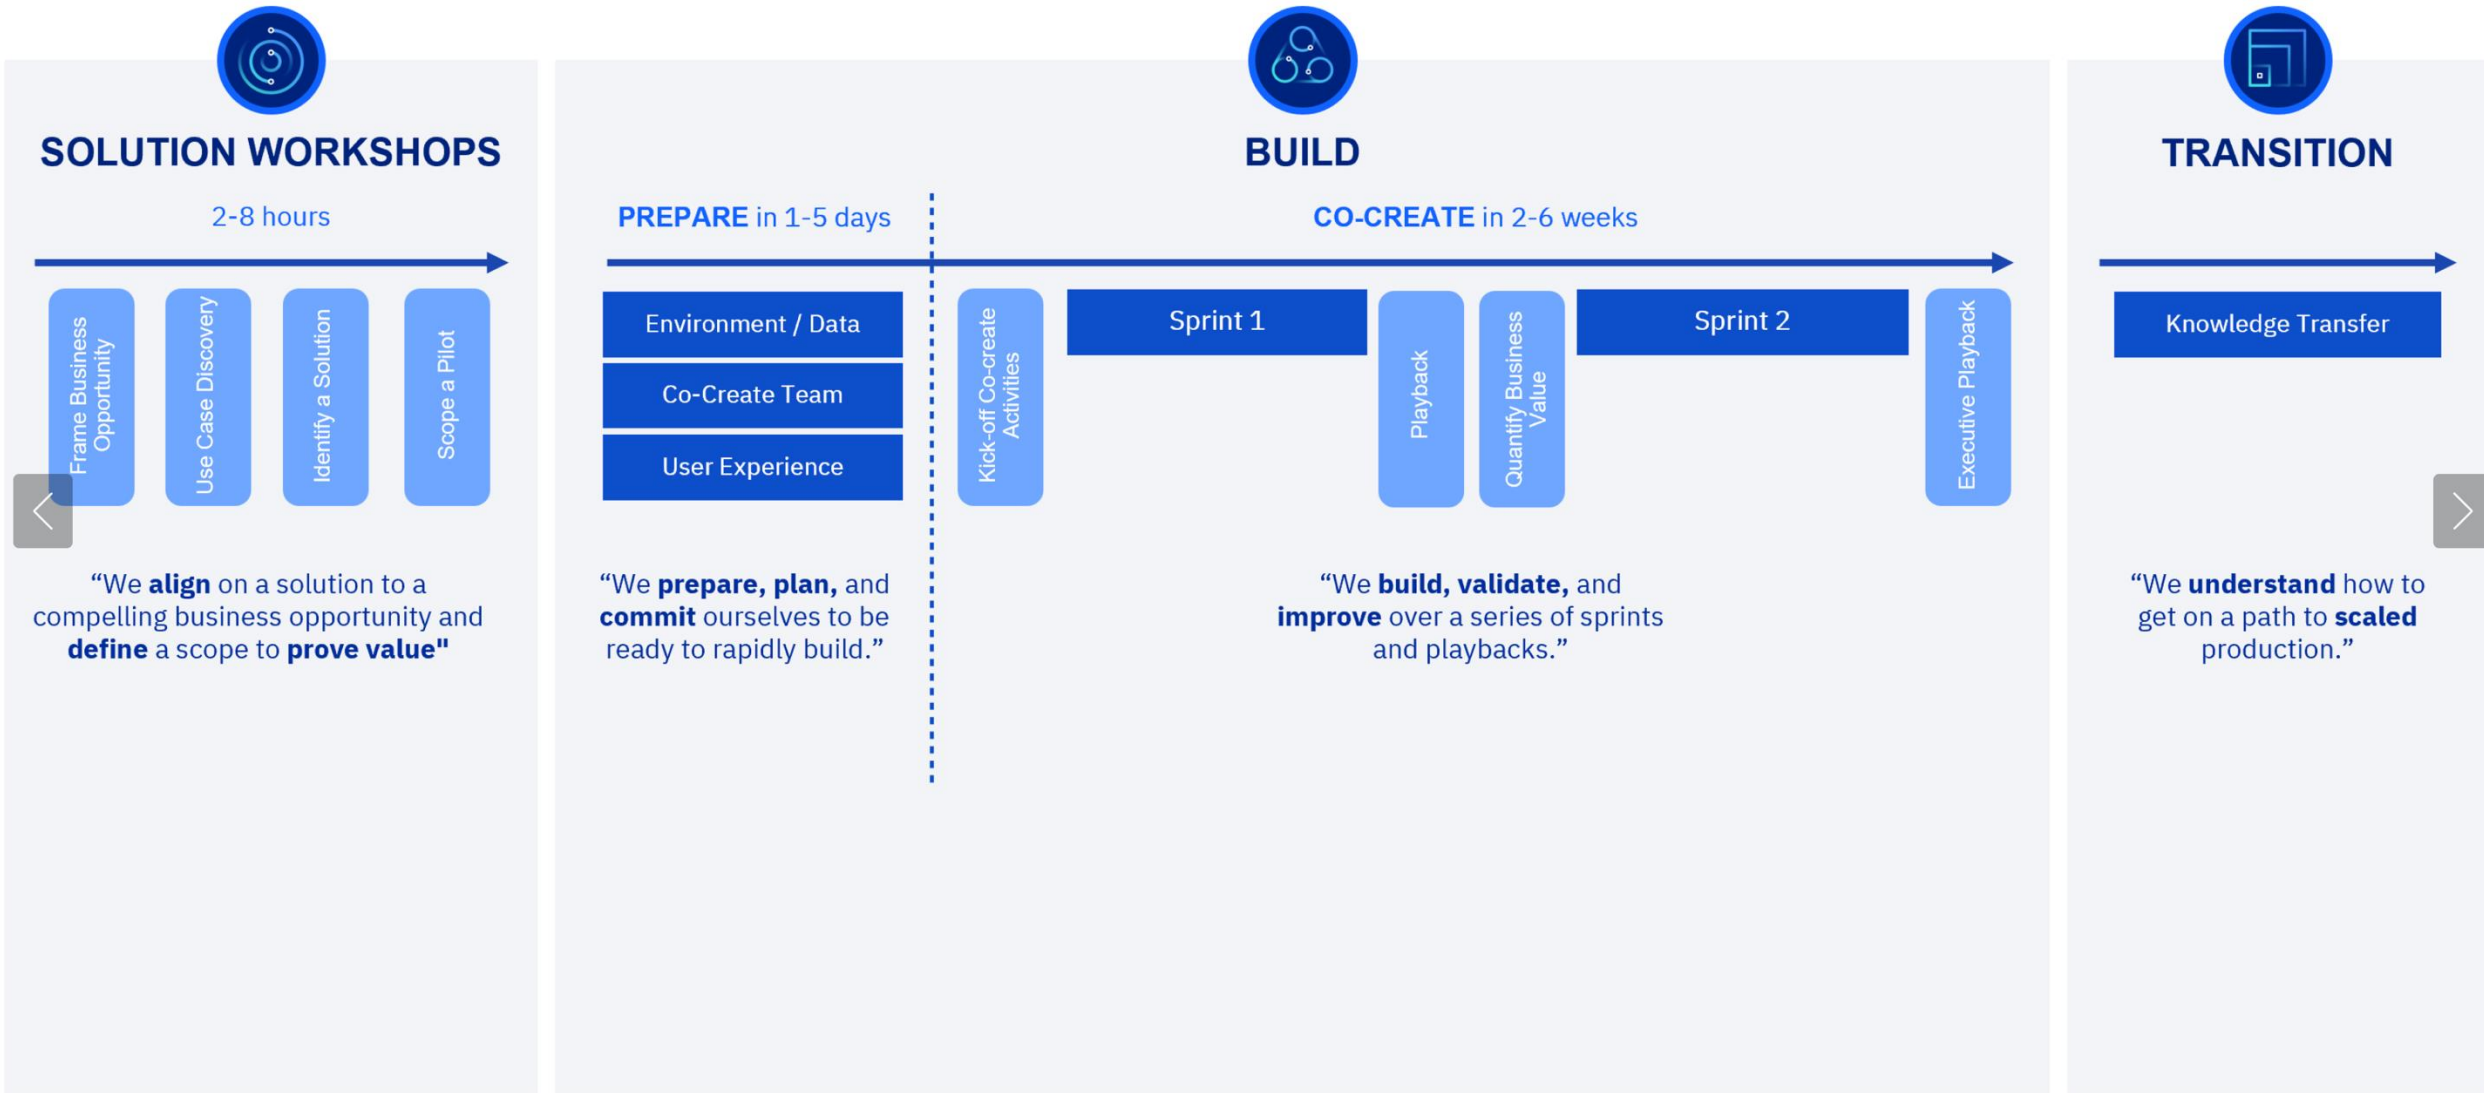 SOLUTION WORKSHOPS
2-8 hours
Frame Business
Opportunity
Use Case Discovery
Identify a Solution
Scope a Pilot
“We align on a solution to a
compelling business opportunity and
define a scope to prove value"
BUILD
PREPARE in 1-5 days
Environment / Data
Co-Create Team
User Experience
“We prepare, plan, and
commit ourselves to be
ready to rapidly build.”
CO-CREATE in 2-6 weeks
Kick-off Co-create
Activities
Sprint 1
Playback
Quantify Business
Value
Sprint 2
Executive Playback
“We build, validate, and
improve over a series of sprints
and playbacks.”
TRANSITION
Knowledge Transfer
“We understand how to
get on a path to scaled
production.”